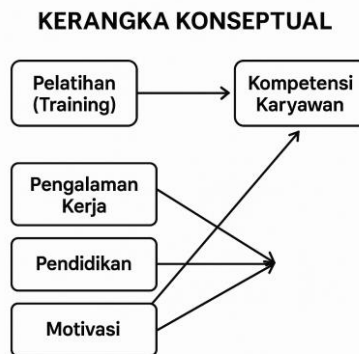 KERANGKA KONSEPTUAL
Pelatihan
(Training)
Kompetensi
Karyawan
Pengalaman
Kerja
Pendidikan
Motivasi